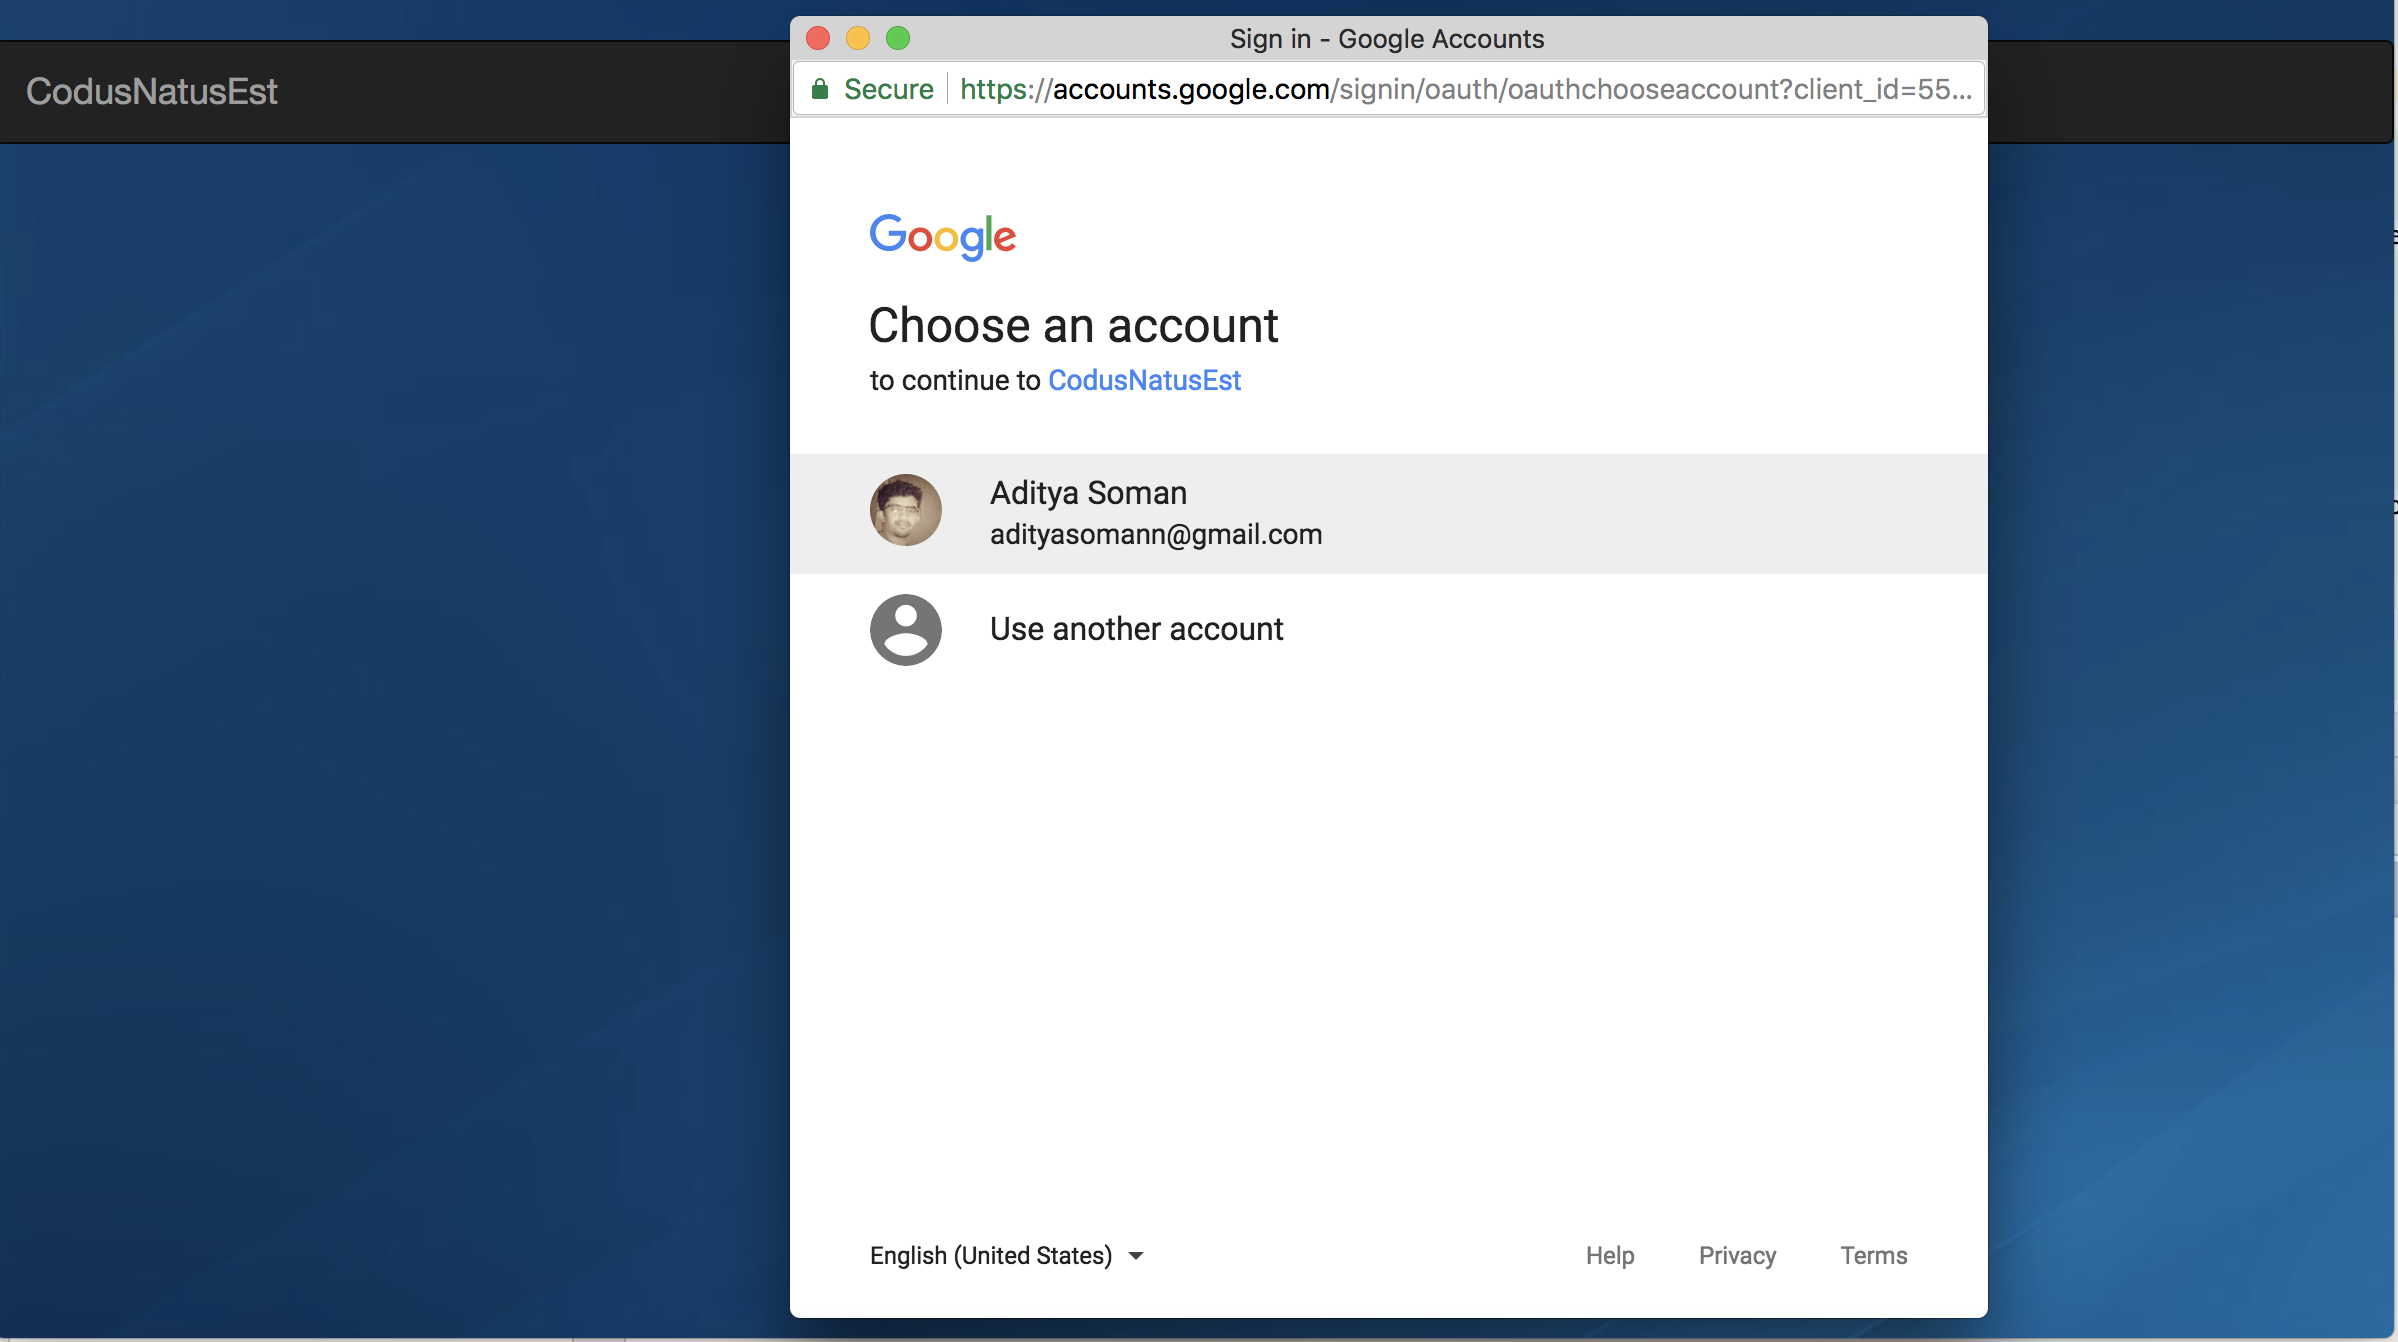 Sign in - Google Accounts
CodusNatusEst
Secure https://accounts.google.com/signin/oauth/oauthchooseaccount?client_id=55...
Google
Choose an account
to continue to CodusNatusEst
Aditya Soman
adityasomann@gmail.com
Use another account
English (United States)
Help Privacy Terms